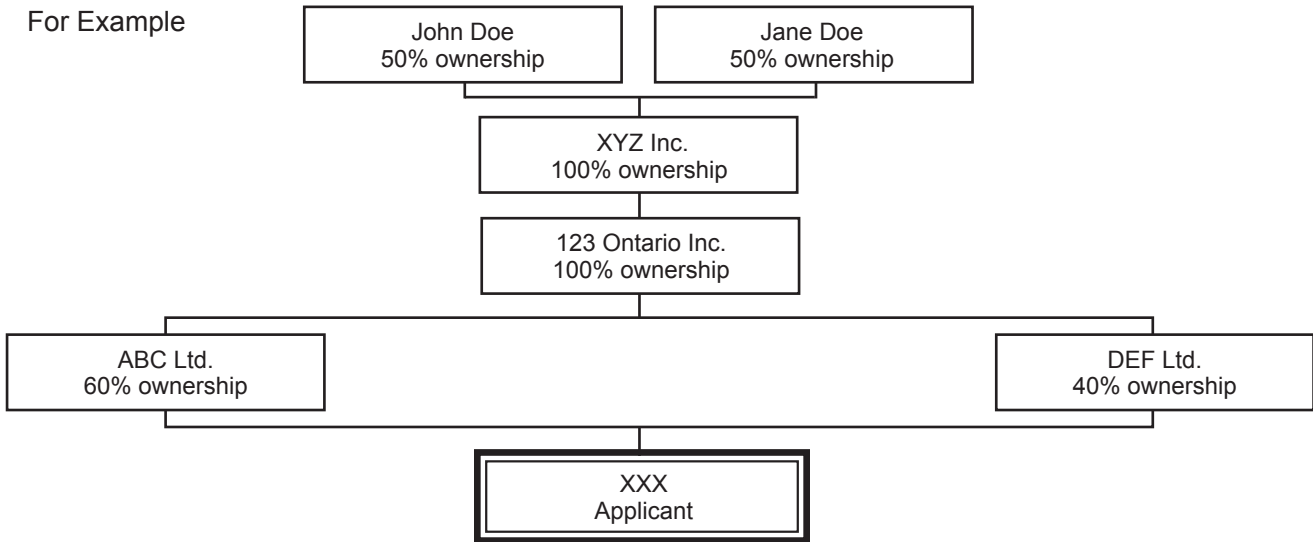 For Example
John Doe
50% ownership
Jane Doe
50% ownership
XYZ Inc.
100% ownership
123 Ontario Inc.
100% ownership
ABC Ltd.
60% ownership
DEF Ltd.
40% ownership
XXX
Applicant